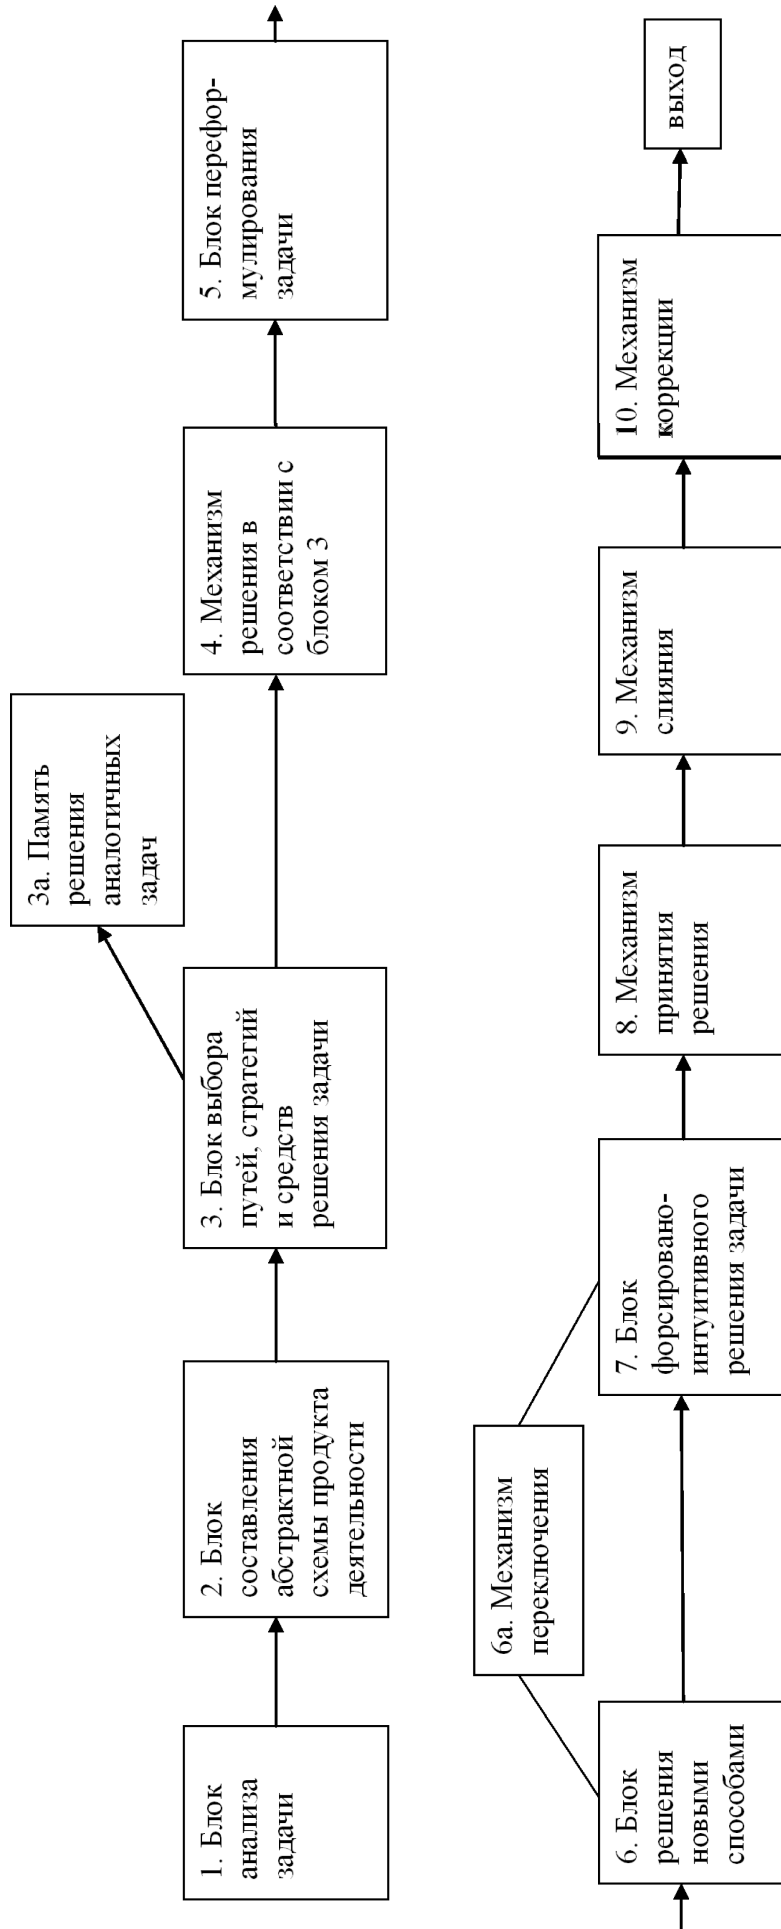 1. Блок
анализа
задачи
2. Блок
составления
абстрактной
схемы продукта
деятельности
3. Блок выбора
путей, стратегий
и средств
решения задачи
3а. Память
решения
аналогичных
задач
4. Механизм
решения в
соответствии с
блоком 3
5. Блок перефор-
мулирования
задачи
6. Блок
решения
новыми
способами
6а. Механизм
переключения
7. Блок
форсировано-
интуитивного
решения задачи
8. Механизм
принятия
решения
9. Механизм
слияния
10. Механизм
коррекции
выход